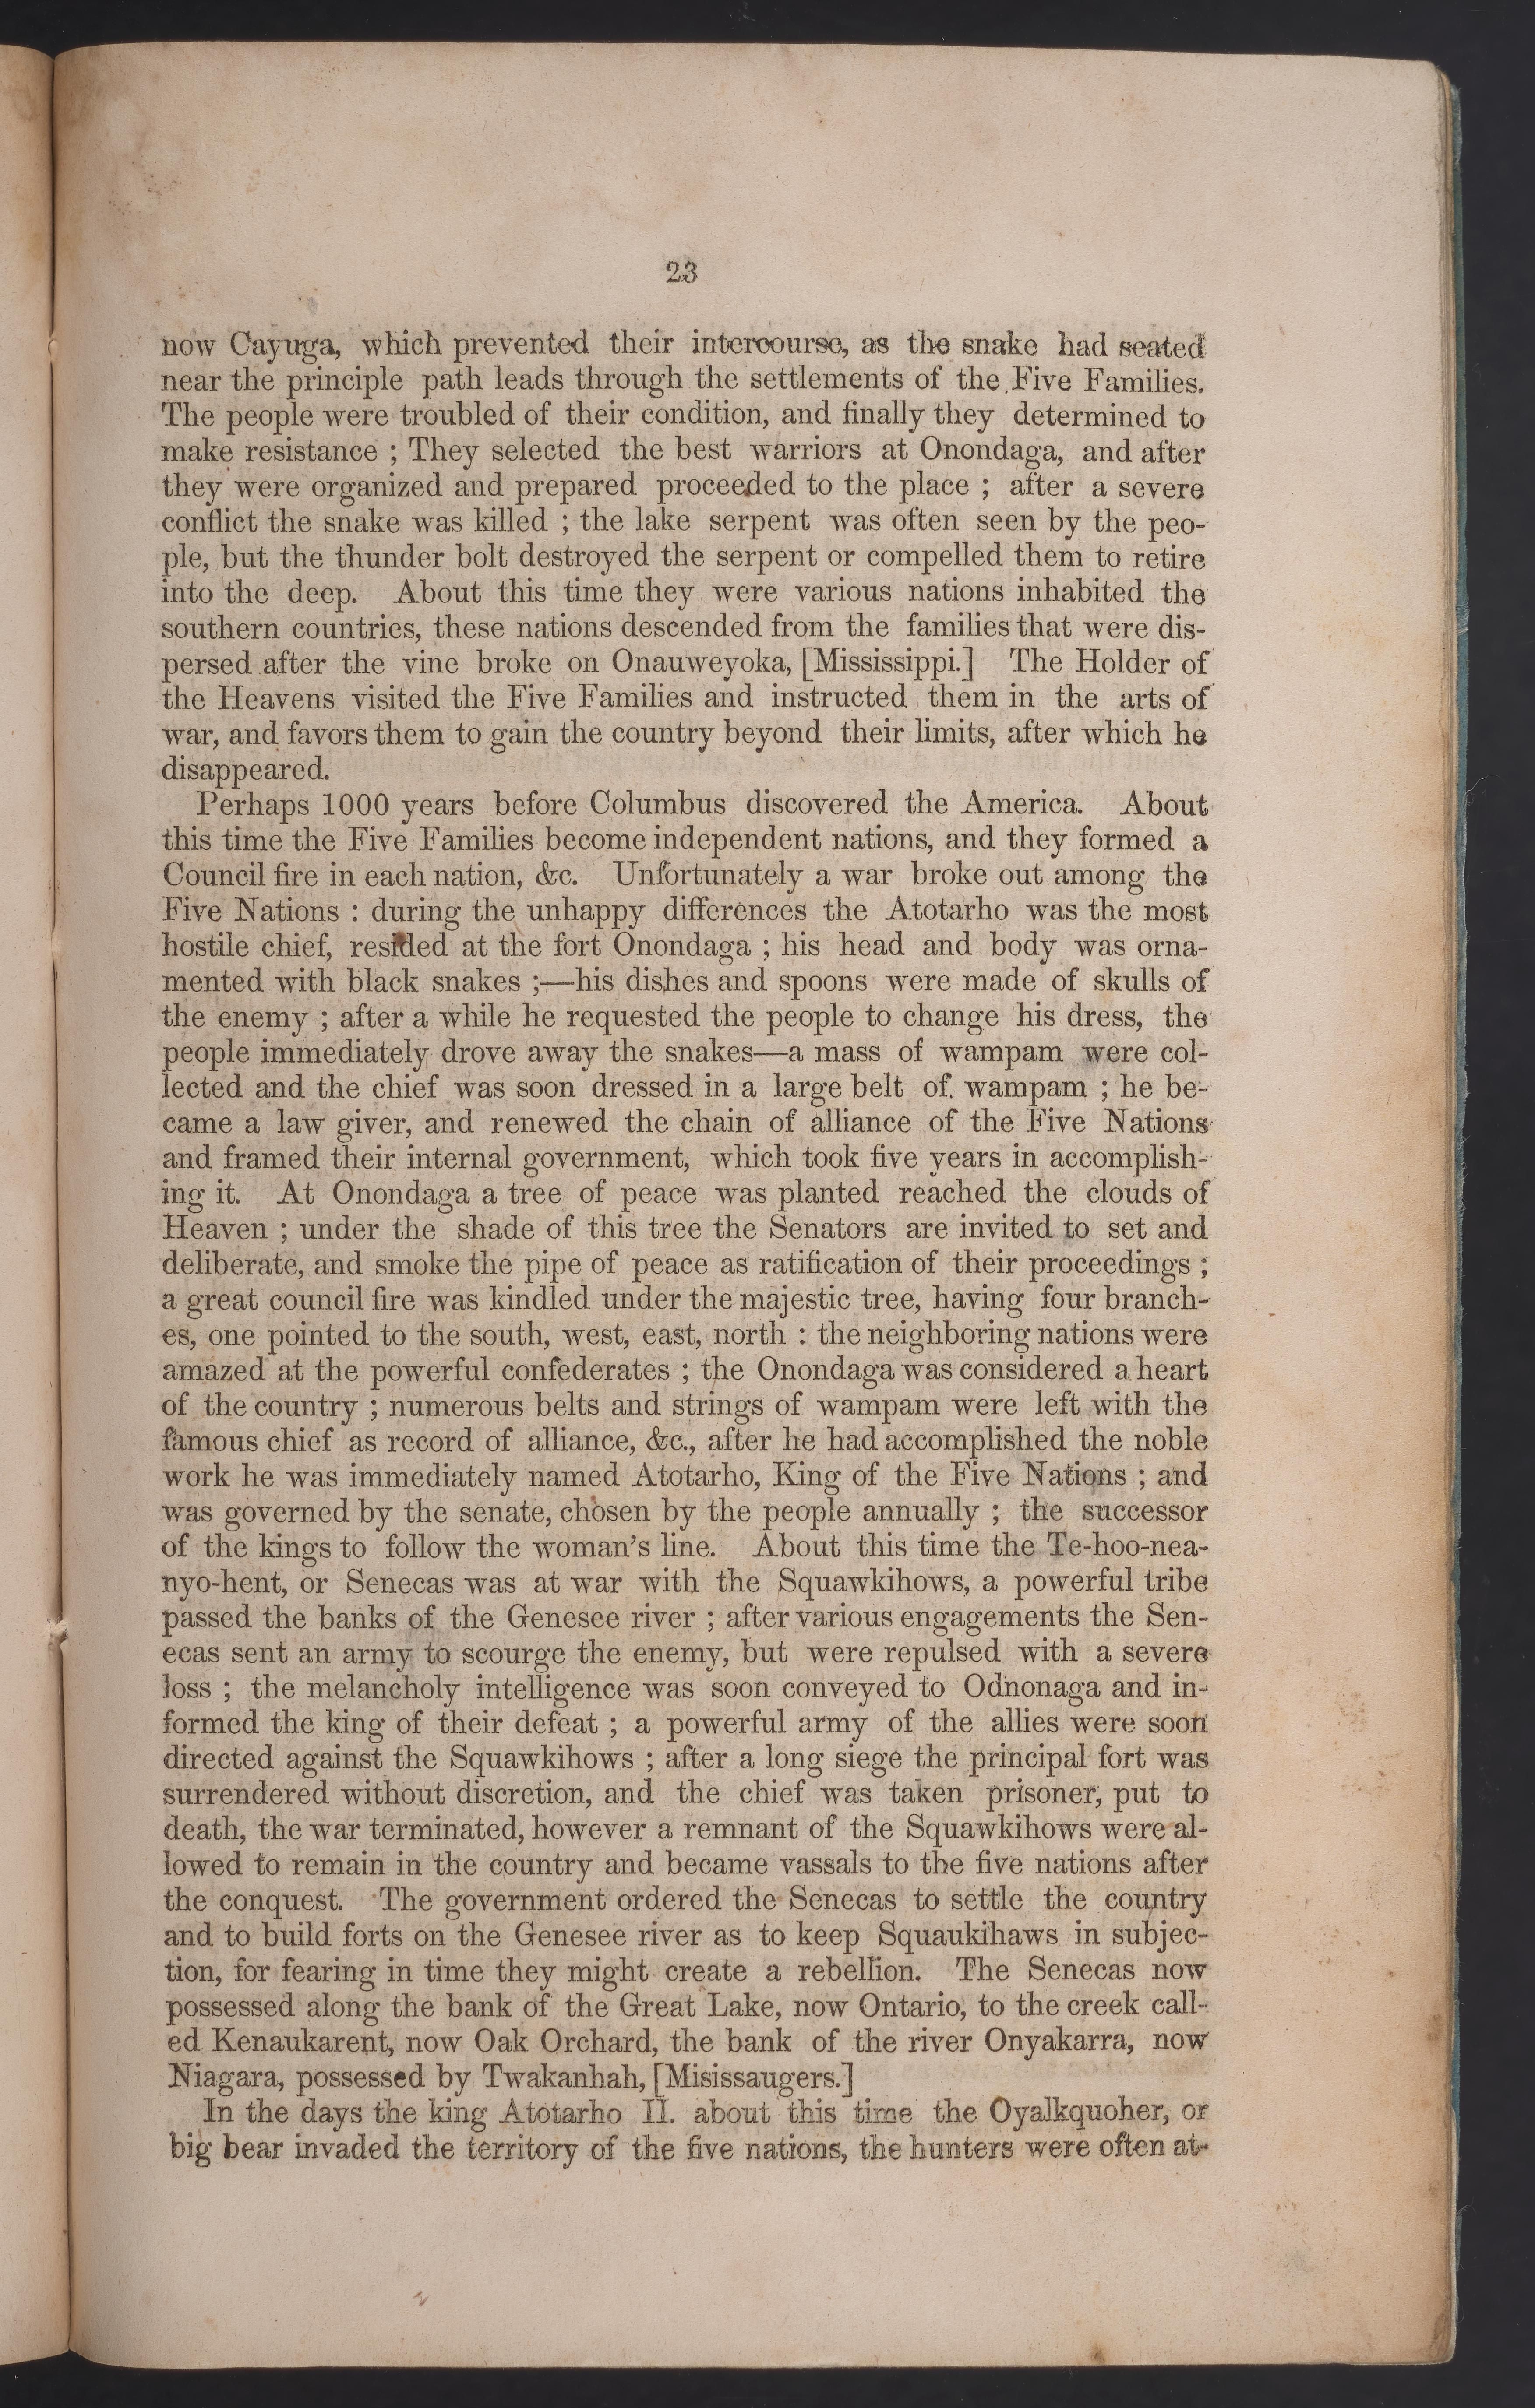 23
now Cayuga, which prevented their intercourse, as the snake had seated
near the principle path leads through the settlements of the Five Families.
The people were troubled of their condition, and finally they determined to
make resistance ; They selected the best warriors at Onondaga, and after
they were organized and prepared proceeded to the place ; after a severe
conflict the snake was killed ; the lake serpent was often seen by the peo-
ple, but the thunder bolt destroyed the serpent or compelled them to retire
into the deep. About this time they were various nations inhabited the
southern countries, these nations descended from the families that were dis-
persed after the vine broke on Onauweyoka, [Mississippi.] The Holder of
the Heavens visited the Five Families and instructed them in the arts of
war, and favors them to gain the country beyond their limits, after which he
disappeared.
Perhaps 1000 years before Columbus discovered the America. About
this time the Five Families become independent nations, and they formed a
Council fire in each nation, &c. Unfortunately a war broke out among the
Five Nations : during the unhappy differences the Atotarho was the most
hostile chief, resided at the fort Onondaga ; his head and body was orna-
mented with black snakes ;—his dishes and spoons were made of skulls of
the enemy ; after a while he requested the people to change his dress, the
people immediately drove away the snakes—a mass of wampam were col-
lected and the chief was soon dressed in a large belt of wampam ; he be-
came a law giver, and renewed the chain of alliance of the Five Nations
and framed their internal government, which took five years in accomplish-
ing it. At Onondaga a tree of peace was planted reached the clouds of
Heaven ; under the shade of this tree the Senators are invited to set and
deliberate, and smoke the pipe of peace as ratification of their proceedings ;
a great council fire was kindled under the majestic tree, having four branch-
es, one pointed to the south, west, east, north : the neighboring nations were
amazed at the powerful confederates ; the Onondaga was considered a heart
of the country ; numerous belts and strings of wampam were left with the
famous chief as record of alliance, &c., after he had accomplished the noble
work he was immediately named Atotarho, King of the Five Nations ; and
was governed by the senate, chosen by the people annually ; the successor
of the kings to follow the woman's line. About this time the Te-hoo-nea-
nyo-hent, or Senecas was at war with the Squawkihows, a powerful tribe
passed the banks of the Genesee river ; after various engagements the Sen-
ecas sent an army to scourge the enemy, but were repulsed with a severe
loss ; the melancholy intelligence was soon conveyed to Odnonaga and in-
formed the king of their defeat ; a powerful army of the allies were soon
directed against the Squawkihows ; after a long siege the principal fort was
surrendered without discretion, and the chief was taken prisoner, put to
death, the war terminated, however a remnant of the Squawkihows were al-
lowed to remain in the country and became vassals to the five nations after
the conquest. The government ordered the Senecas to settle the country
and to build forts on the Genesee river as to keep Squaukihaws in subjec-
tion, for fearing in time they might create a rebellion. The Senecas now
possessed along the bank of the Great Lake, now Ontario, to the creek call-
ed Kenaukarent, now Oak Orchard, the bank of the river Onyakarra, now
Niagara, possessed by Twakanhah, [Misissaugers.]
In the days the king Atotarho II. about this time the Oyalkquoher, or
big bear invaded the territory of the five nations, the hunters were often at-